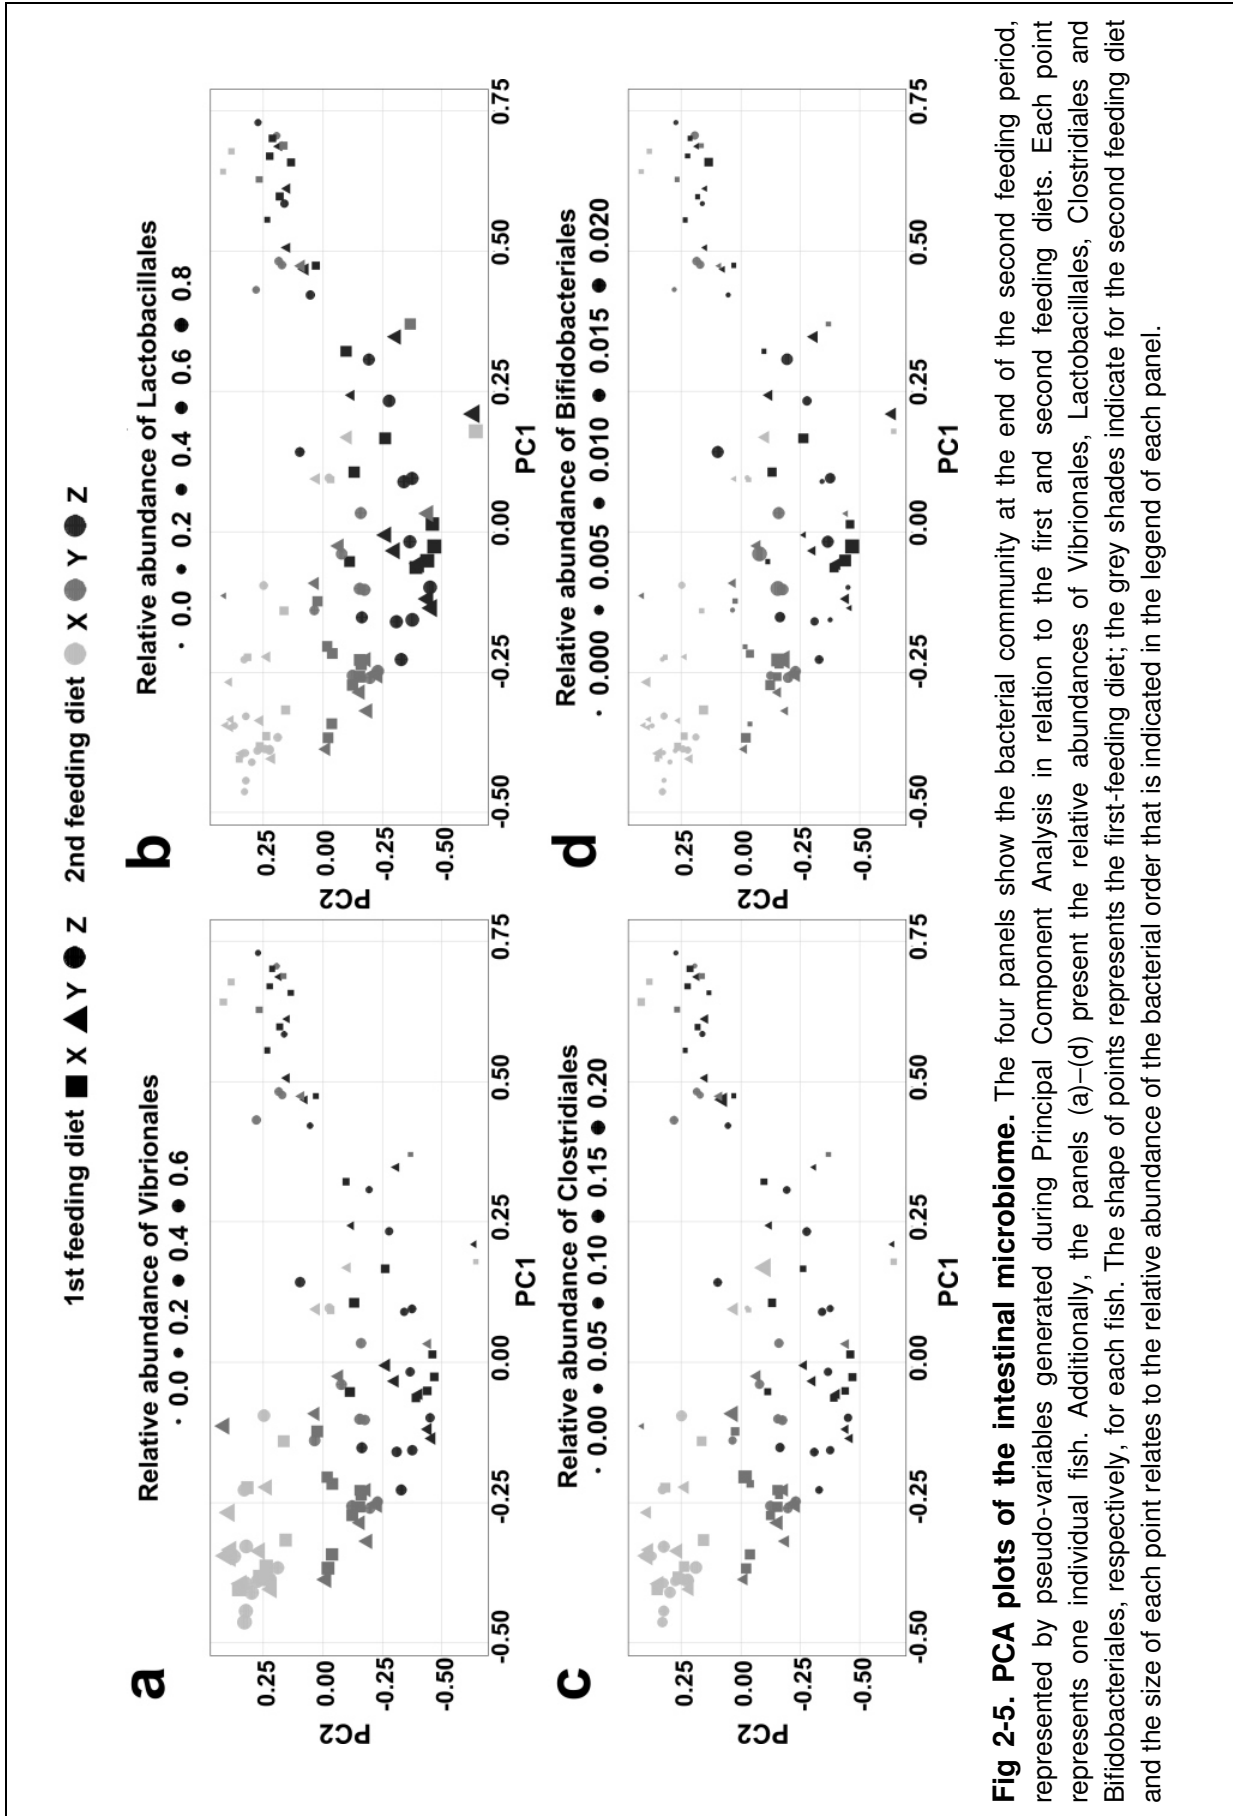 1st feeding diet X Y Z 2nd feeding diet X Y Z
a
Relative abundance of Vibrionales
0.0 0.2 0.4 0.6
0.25
0.00
-0.25
-0.50
PC2
-0.50 -0.25 0.00 0.25 0.50 0.75
PC1
b
Relative abundance of Lactobacillales
0.0 0.2 0.4 0.6 0.8
0.25
0.00
-0.25
-0.50
PC2
-0.50 -0.25 0.00 0.25 0.50 0.75
PC1
c
Relative abundance of Clostridiales
0.00 0.05 0.10 0.15 0.20
0.25
0.00
-0.25
-0.50
PC2
-0.50 -0.25 0.00 0.25 0.50 0.75
PC1
d
Relative abundance of Bifidobacteriales
0.000 0.005 0.010 0.015 0.020
0.25
0.00
-0.25
-0.50
PC2
-0.50 -0.25 0.00 0.25 0.50 0.75
PC1
Fig 2-5. PCA plots of the intestinal microbiome. The four panels show the bacterial community at the end of the second feeding period,
represented by pseudo-variables generated during Principal Component Analysis in relation to the first and second feeding diets. Each point
represents one individual fish. Additionally, the panels (a)–(d) present the relative abundances of Vibrionales, Lactobacillales, Clostridiales and
Bifidobacteriales, respectively, for each fish. The shape of points represents the first-feeding diet; the grey shades indicate for the second feeding diet
and the size of each point relates to the relative abundance of the bacterial order that is indicated in the legend of each panel.